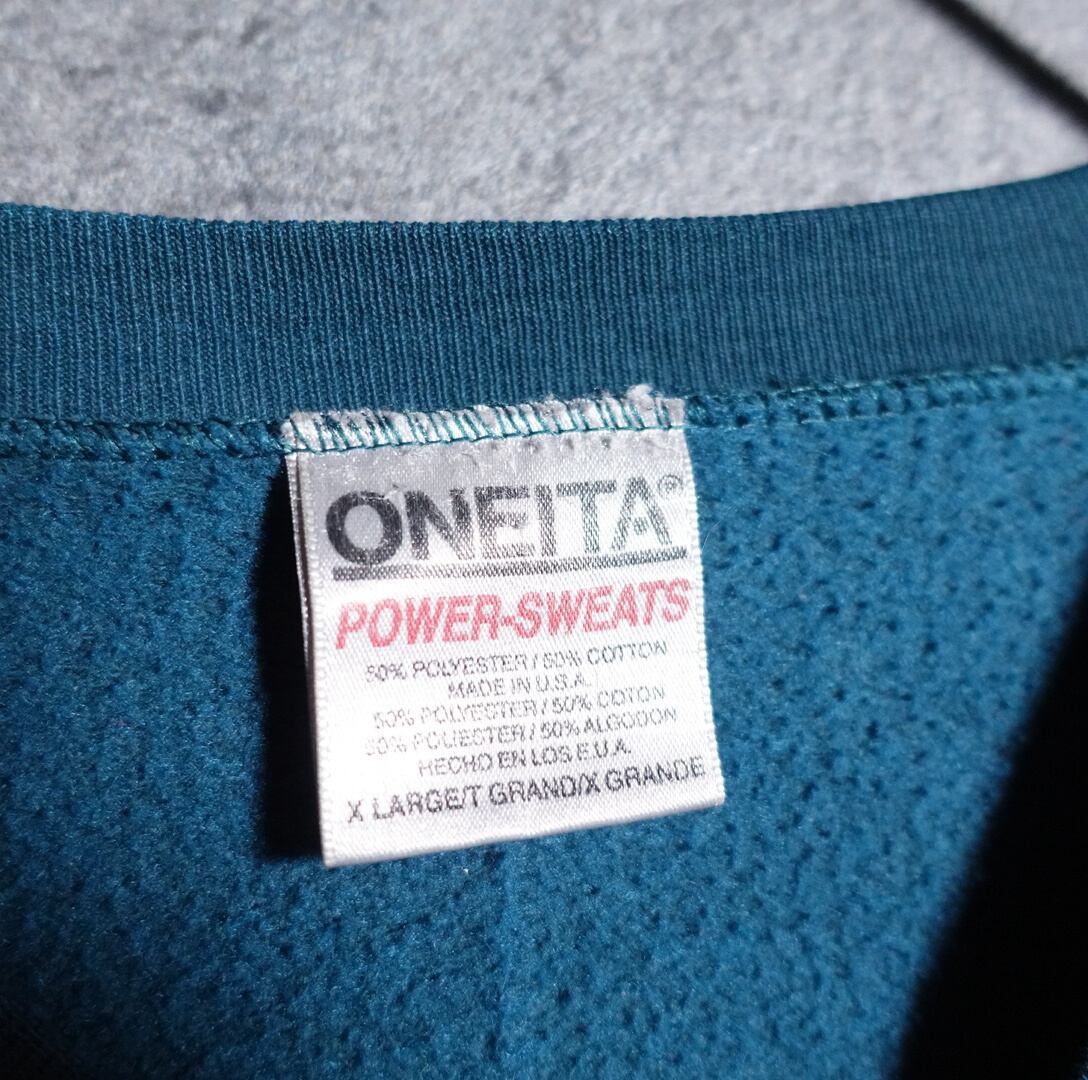 ONEITA®
POWER-SWEATS
50% POLYESTER / 50% COTTON
MADE IN U.S.A.
50% POLYESTER / 50% COTON
50% POLIESTER / 50% ALGODON
HECHO EN LOS E.U.A.
X LARGE/T GRAND/X GRANDE